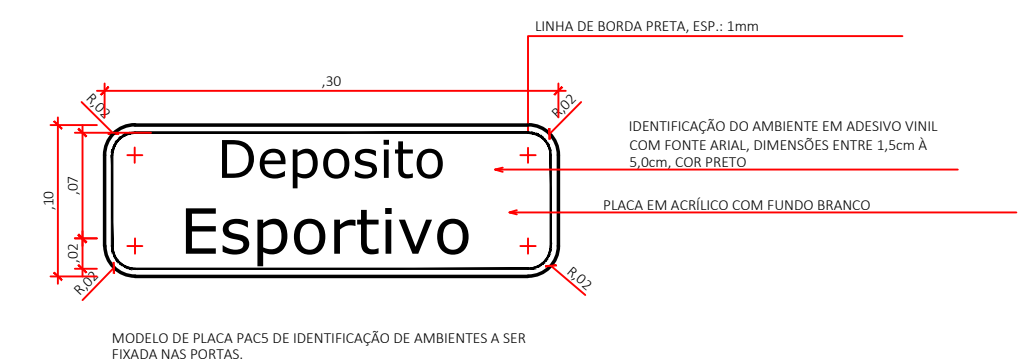 LINHA DE BORDA PRETA, ESP.: 1mm
,30
R,02
R,02
IDENTIFICAÇÃO DO AMBIENTE EM ADESIVO VINIL
COM FONTE ARIAL, DIMENSÕES ENTRE 1,5cm À
5,0cm, COR PRETO
Deposito
,07
,10
PLACA EM ACRÍLICO COM FUNDO BRANCO
Esportivo
,02
R,02
R,02
MODELO DE PLACA PAC5 DE IDENTIFICAÇÃO DE AMBIENTES A SER
FIXADA NAS PORTAS.